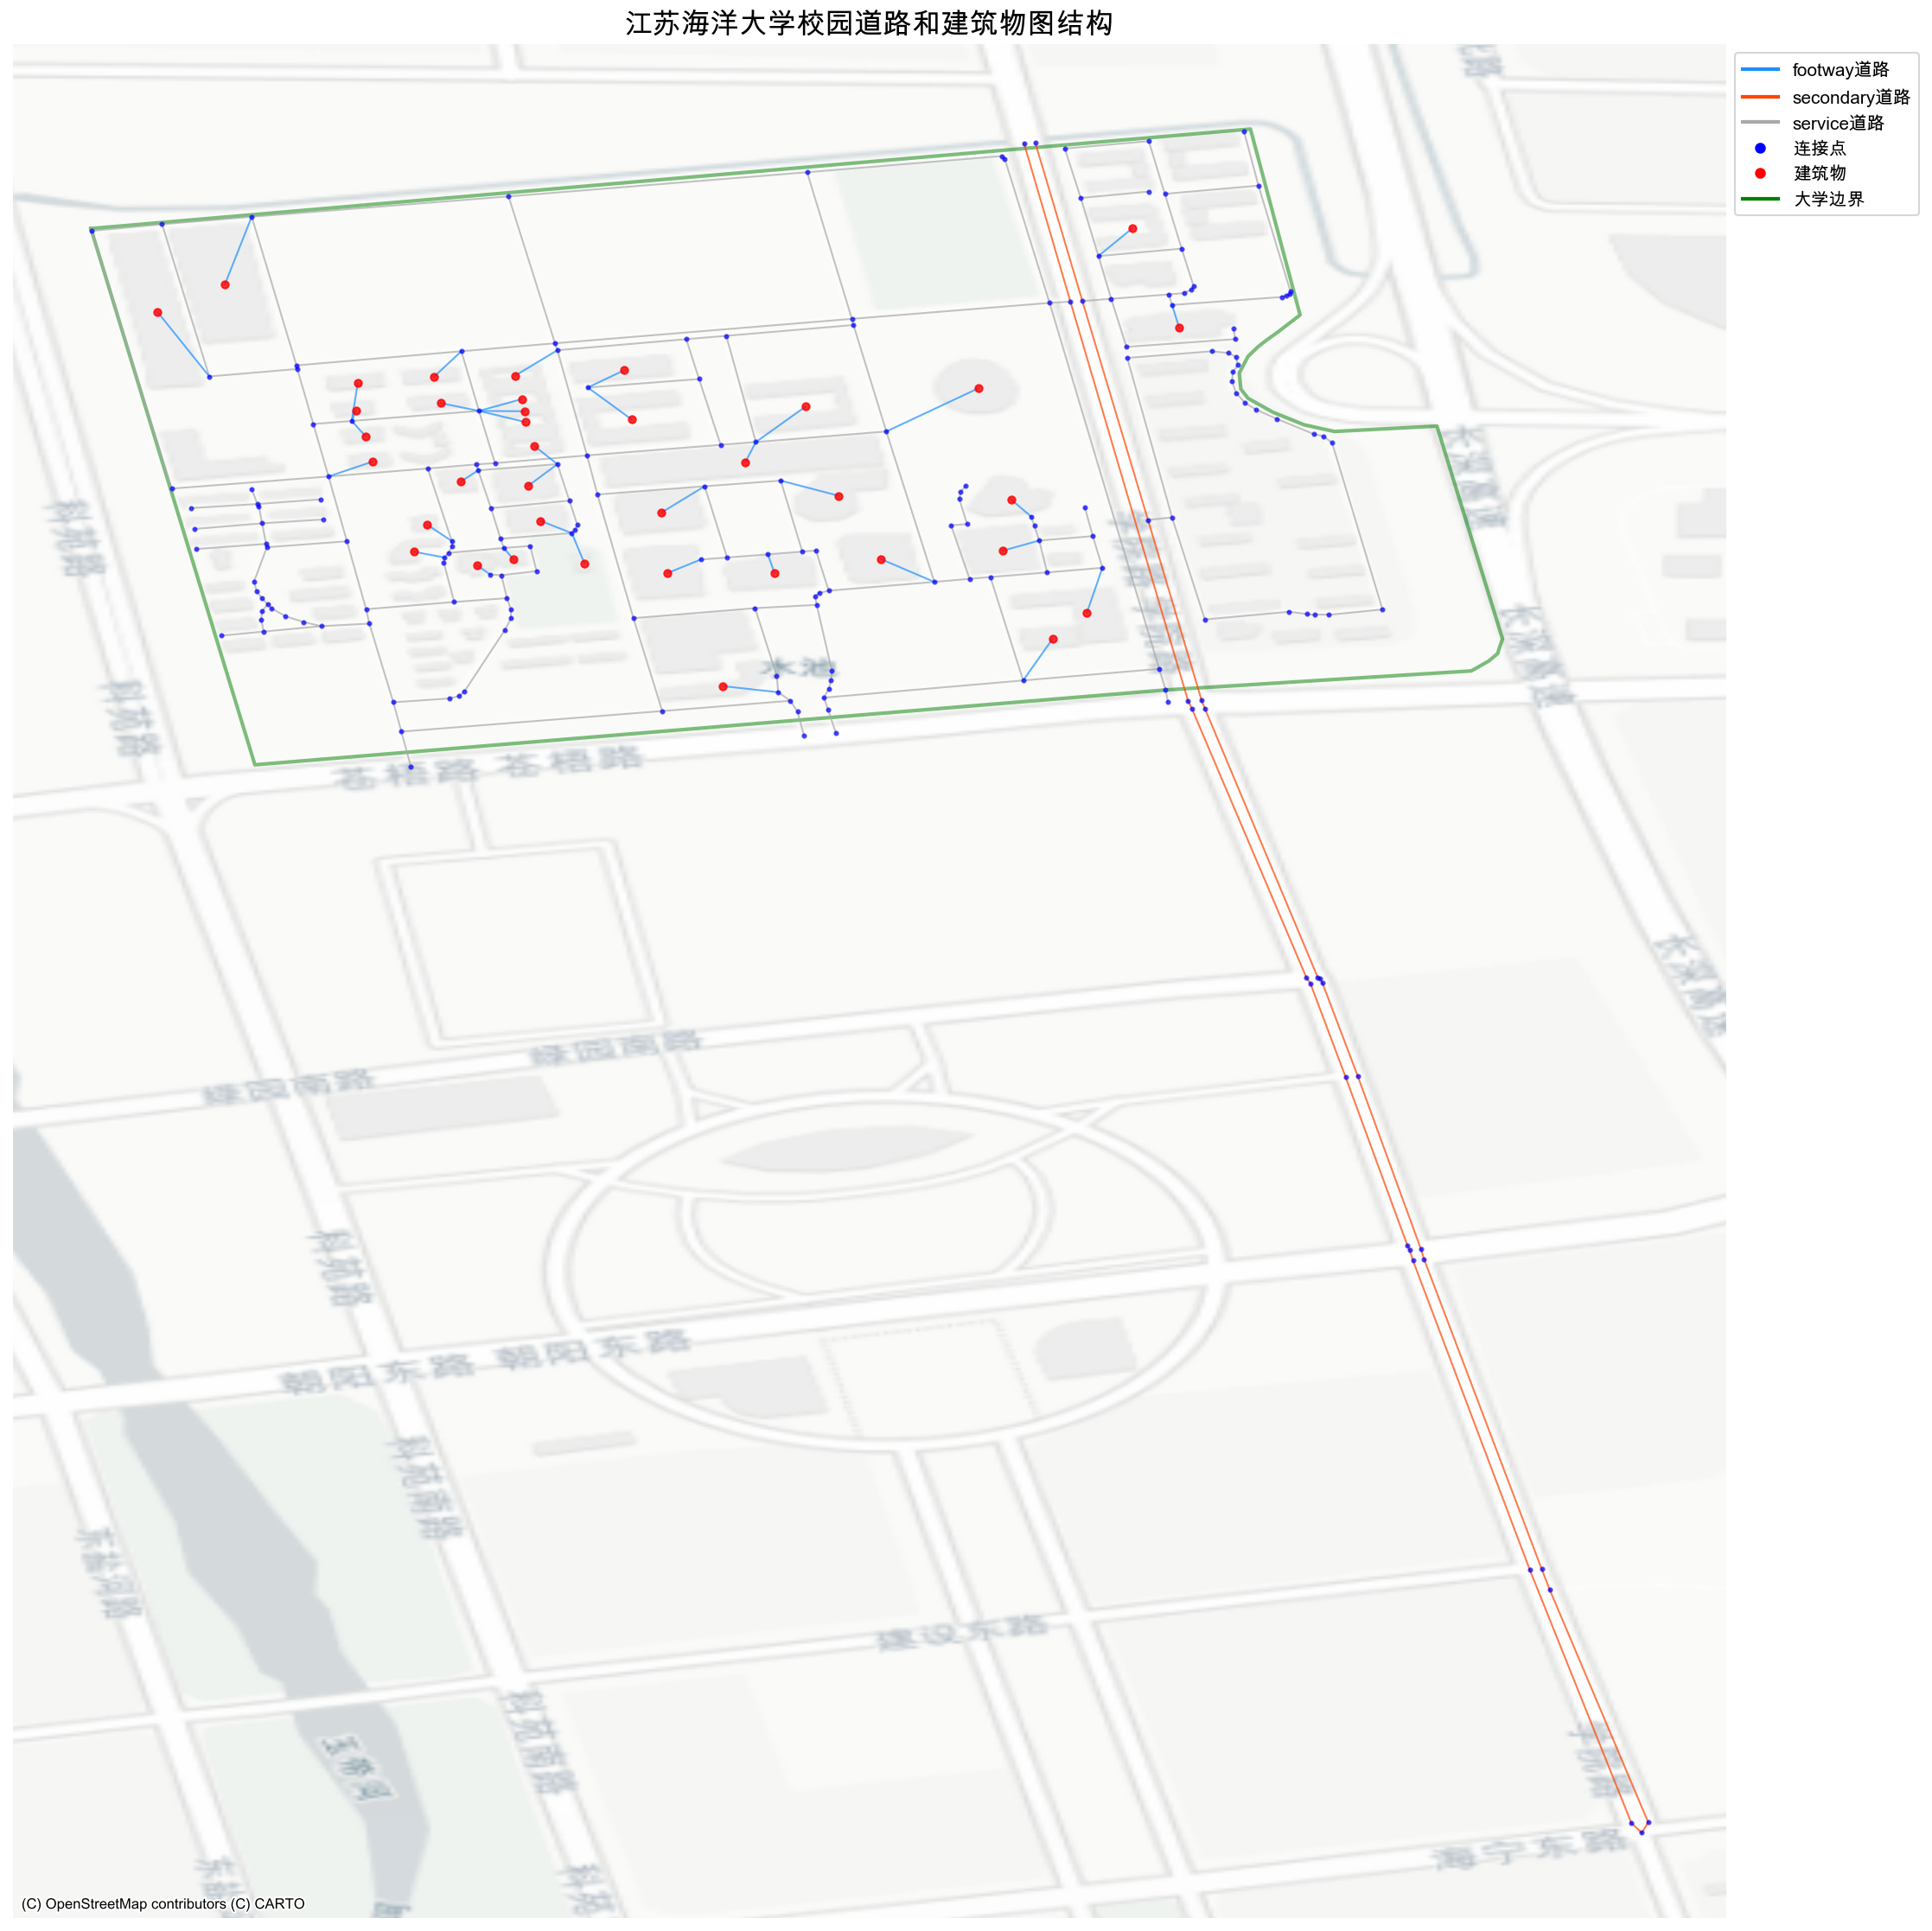 江苏海洋大学校园道路和建筑物图结构
footway道路
secondary道路
service道路
连接点
建筑物
大学边界
科苑路
科苑路
水池
苍梧路 苍梧路
长深高速
长深高速
长深高速
绿园南路
绿园南路
科苑路
朝阳东路 朝阳东路
科苑南路
建设东路
科苑南路
玉带河
学院路
海宁东路
(C) OpenStreetMap contributors (C) CARTO